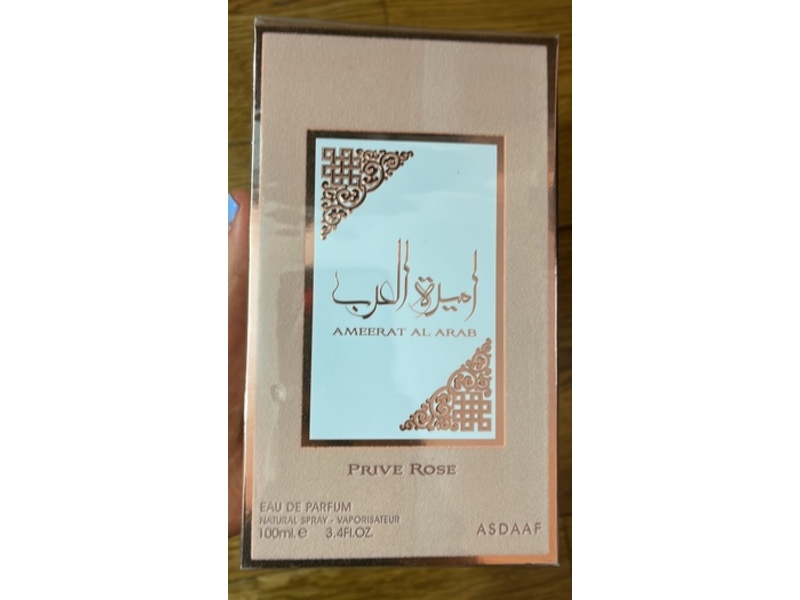 اميرة العرب
AMEERAT AL ARAB
PRIVE ROSE
EAU DE PARFUM
NATURAL SPRAY - VAPORISATEUR
100ml.e 3.4Fl.OZ.
ASDAAF